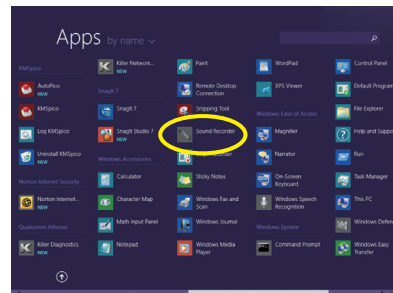 Apps by name
KMSpico
AutoPico
NEW
KMSpico
Log KMSpico
Uninstall KMSpico
NEW
Norton Internet Security
Norton Internet...
NEW
Qualcomm Atheros
Killer Diagnostics
NEW
Killer Network...
NEW
SnagIt 7
SnagIt 7
SnagIt Studio 7
NEW
Windows Accessories
Calculator
Character Map
Math Input Panel
Notepad
Paint
Remote Desktop
Connection
Snipping Tool
Sound Recorder
Sticky Notes
Windows Fax and
Scan
Windows Journal
Windows Media
Player
WordPad
XPS Viewer
Windows Ease of Access
Magnifier
Narrator
On-Screen
Keyboard
Windows Speech
Recognition
Windows System
Command Prompt
Control Panel
Default Program
File Explorer
Help and Suppo
Run
Task Manager
This PC
Windows Defen
Windows Easy
Transfer